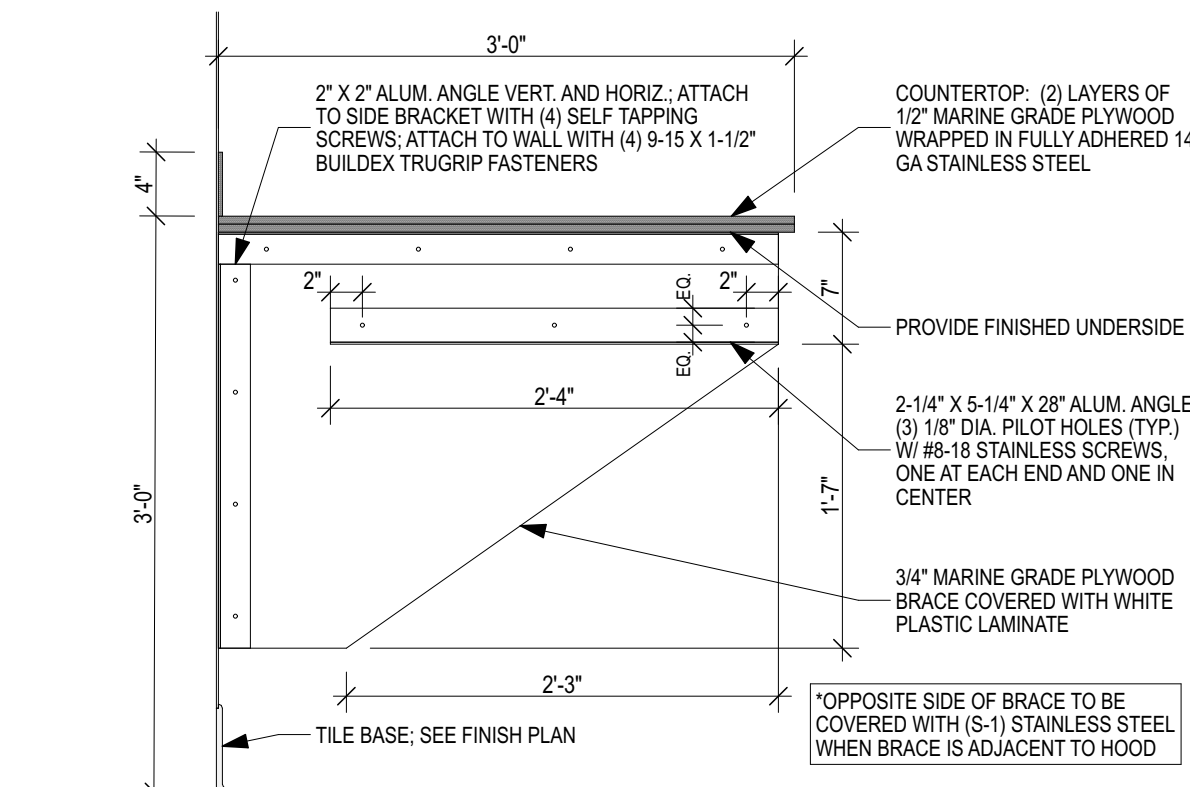 3'-0"
2" X 2" ALUM. ANGLE VERT. AND HORIZ.; ATTACH
TO SIDE BRACKET WITH (4) SELF TAPPING
SCREWS; ATTACH TO WALL WITH (4) 9-15 X 1-1/2"
BUILDEX TRUGRIP FASTENERS
COUNTERTOP: (2) LAYERS OF
1/2" MARINE GRADE PLYWOOD
WRAPPED IN FULLY ADHERED 14
GA STAINLESS STEEL
4"
2"
EQ.
2"
7"
PROVIDE FINISHED UNDERSIDE
EQ.
2'-4"
2-1/4" X 5-1/4" X 28" ALUM. ANGLE
(3) 1/8" DIA. PILOT HOLES (TYP.)
W/ #8-18 STAINLESS SCREWS,
ONE AT EACH END AND ONE IN
CENTER
3'-0"
1'-7"
3/4" MARINE GRADE PLYWOOD
BRACE COVERED WITH WHITE
PLASTIC LAMINATE
2'-3"
*OPPOSITE SIDE OF BRACE TO BE
COVERED WITH (S-1) STAINLESS STEEL
WHEN BRACE IS ADJACENT TO HOOD
TILE BASE; SEE FINISH PLAN